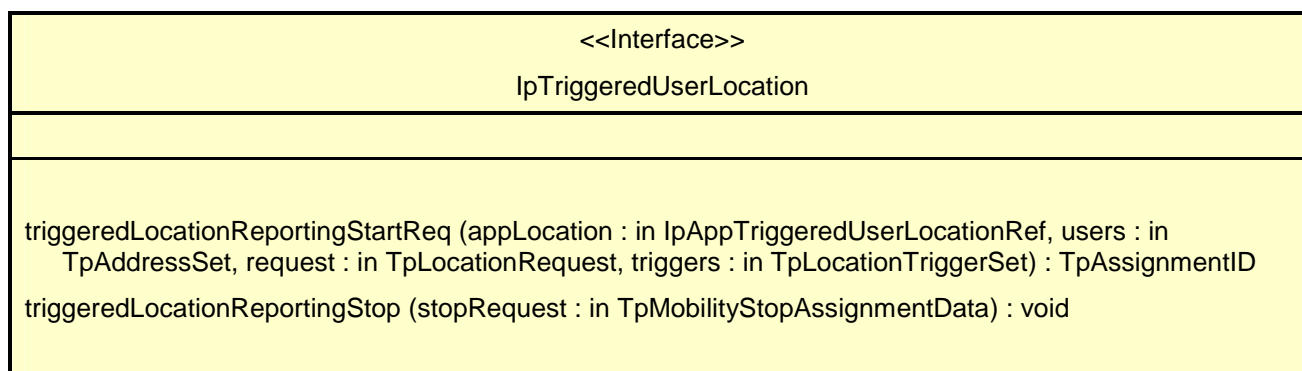 <<Interface>>
IpTriggeredUserLocation
triggeredLocationReportingStartReq (appLocation : in IpAppTriggeredUserLocationRef, users : in
TpAddressSet, request : in TpLocationRequest, triggers : in TpLocationTriggerSet) : TpAssignmentID
triggeredLocationReportingStop (stopRequest : in TpMobilityStopAssignmentData) : void